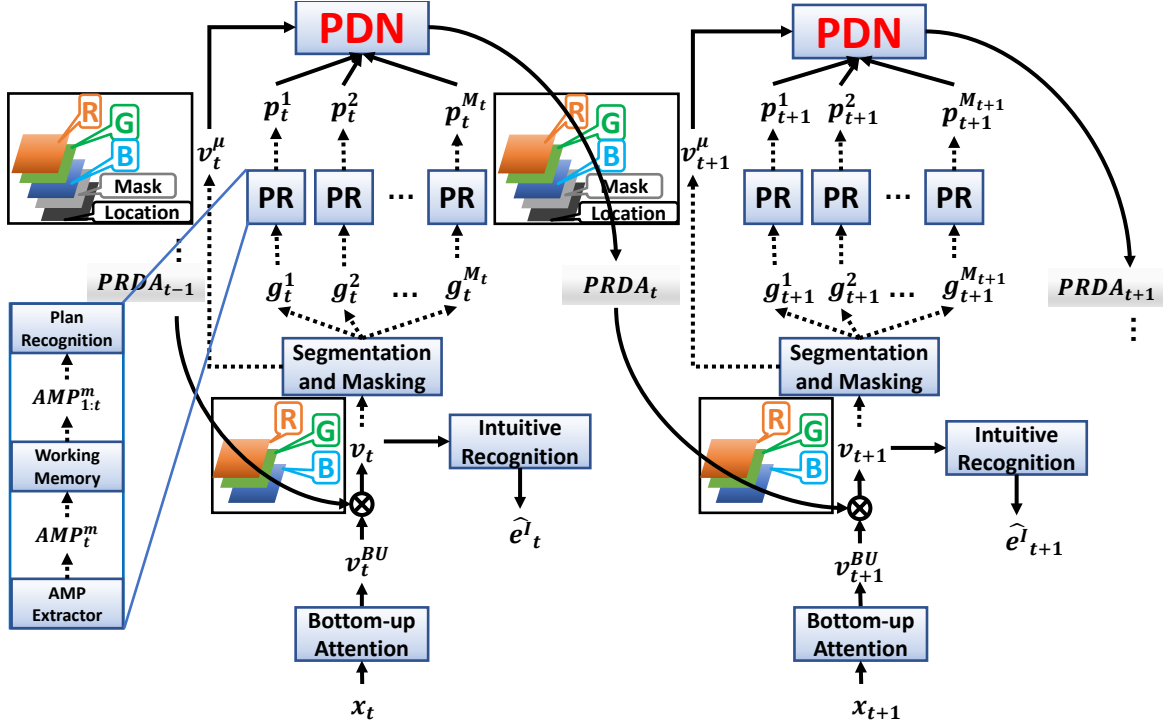 PDN
PDN
R
G
B
Mask
Location
v_t^μ
p_t^1
p_t^2
p_t^{M_t}
R
G
B
Mask
Location
v_{t+1}^μ
p_{t+1}^1
p_{t+1}^2
p_{t+1}^{M_{t+1}}
PR
PR
...
PR
PR
PR
...
PR
PRDA_{t-1}
g_t^1
g_t^2
...
g_t^{M_t}
PRDA_t
g_{t+1}^1
g_{t+1}^2
...
g_{t+1}^{M_{t+1}}
PRDA_{t+1}
Plan
Recognition
AMP_{1:t}^m
Working
Memory
AMP_t^m
AMP
Extractor
Segmentation
and Masking
Segmentation
and Masking
R
G
B
v_t
Intuitive
Recognition
R
G
B
v_{t+1}
Intuitive
Recognition
\widehat{e^I}_t
\widehat{e^I}_{t+1}
v_t^{BU}
v_{t+1}^{BU}
Bottom-up
Attention
Bottom-up
Attention
x_t
x_{t+1}